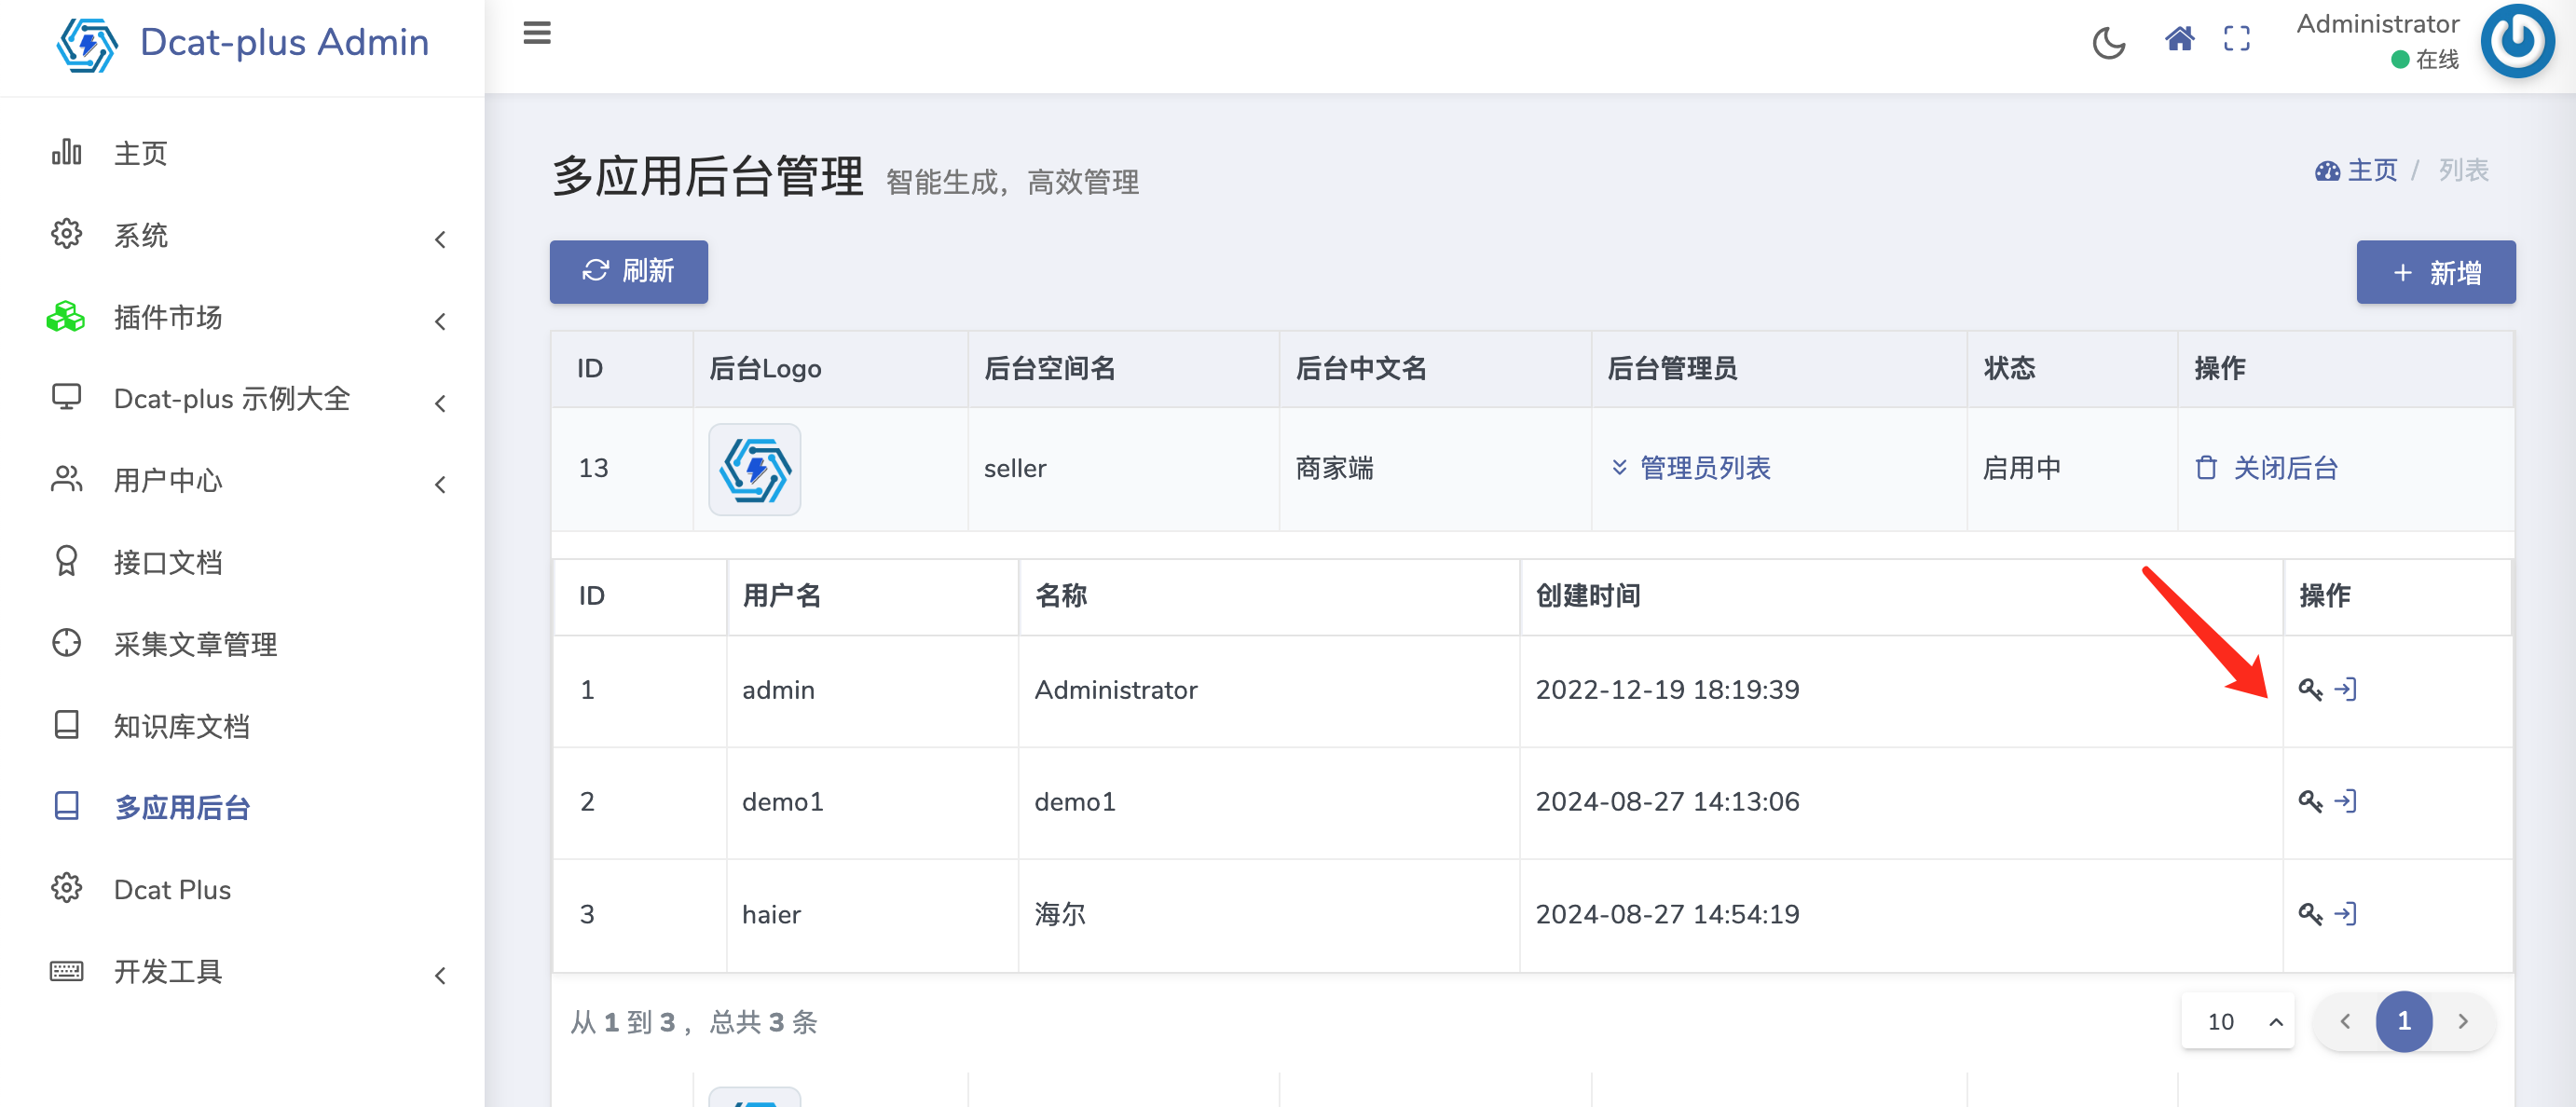 Dcat-plus Admin
Administrator
在线
主页
系统
插件市场
Dcat-plus 示例大全
用户中心
接口文档
采集文章管理
知识库文档
多应用后台
Dcat Plus
开发工具
多应用后台管理 智能生成，高效管理
主页 / 列表
刷新
+ 新增
ID 后台Logo 后台空间名 后台中文名 后台管理员 状态 操作
13 seller 商家端 管理员列表 启用中 关闭后台
ID 用户名 名称 创建时间 操作
1 admin Administrator 2022-12-19 18:19:39
2 demo1 demo1 2024-08-27 14:13:06
3 haier 海尔 2024-08-27 14:54:19
从 1 到 3 ，总共 3 条
10
1